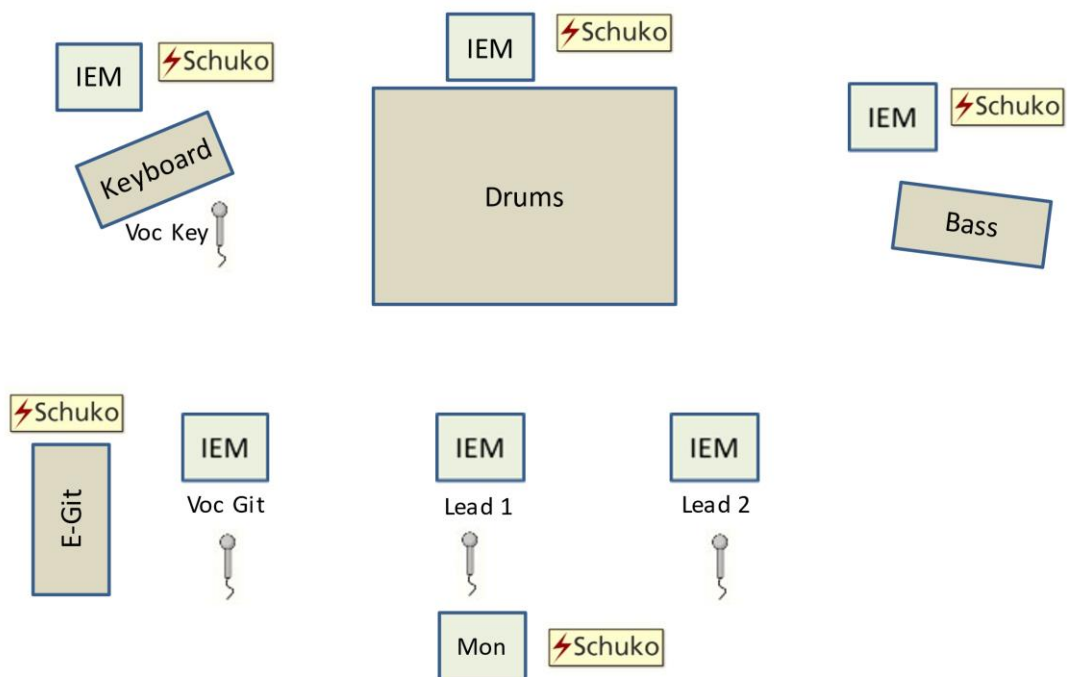 IEM
Schuko
IEM
Schuko
IEM
Schuko
Keyboard
Voc Key
Drums
Bass
Schuko
E-Git
IEM
Voc Git
IEM
Lead 1
IEM
Lead 2
Mon
Schuko